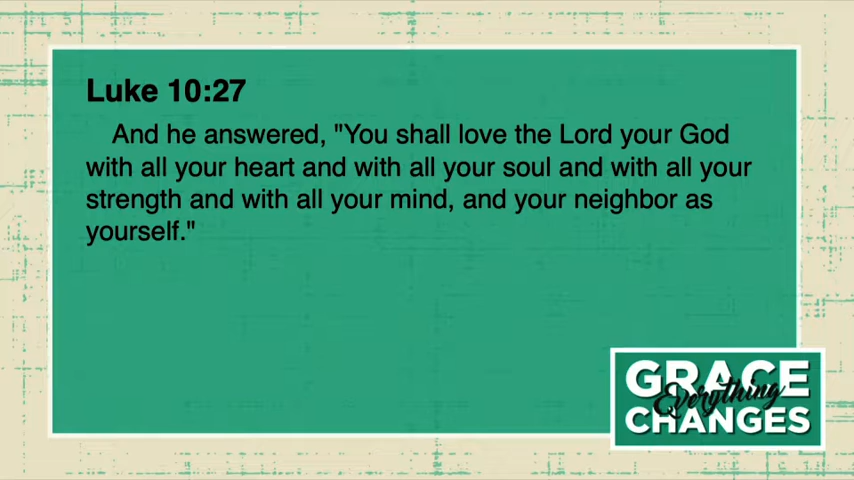 Luke 10:27
And he answered, "You shall love the Lord your God
with all your heart and with all your soul and with all your
strength and with all your mind, and your neighbor as
yourself."
GRACE
Everything
CHANGES